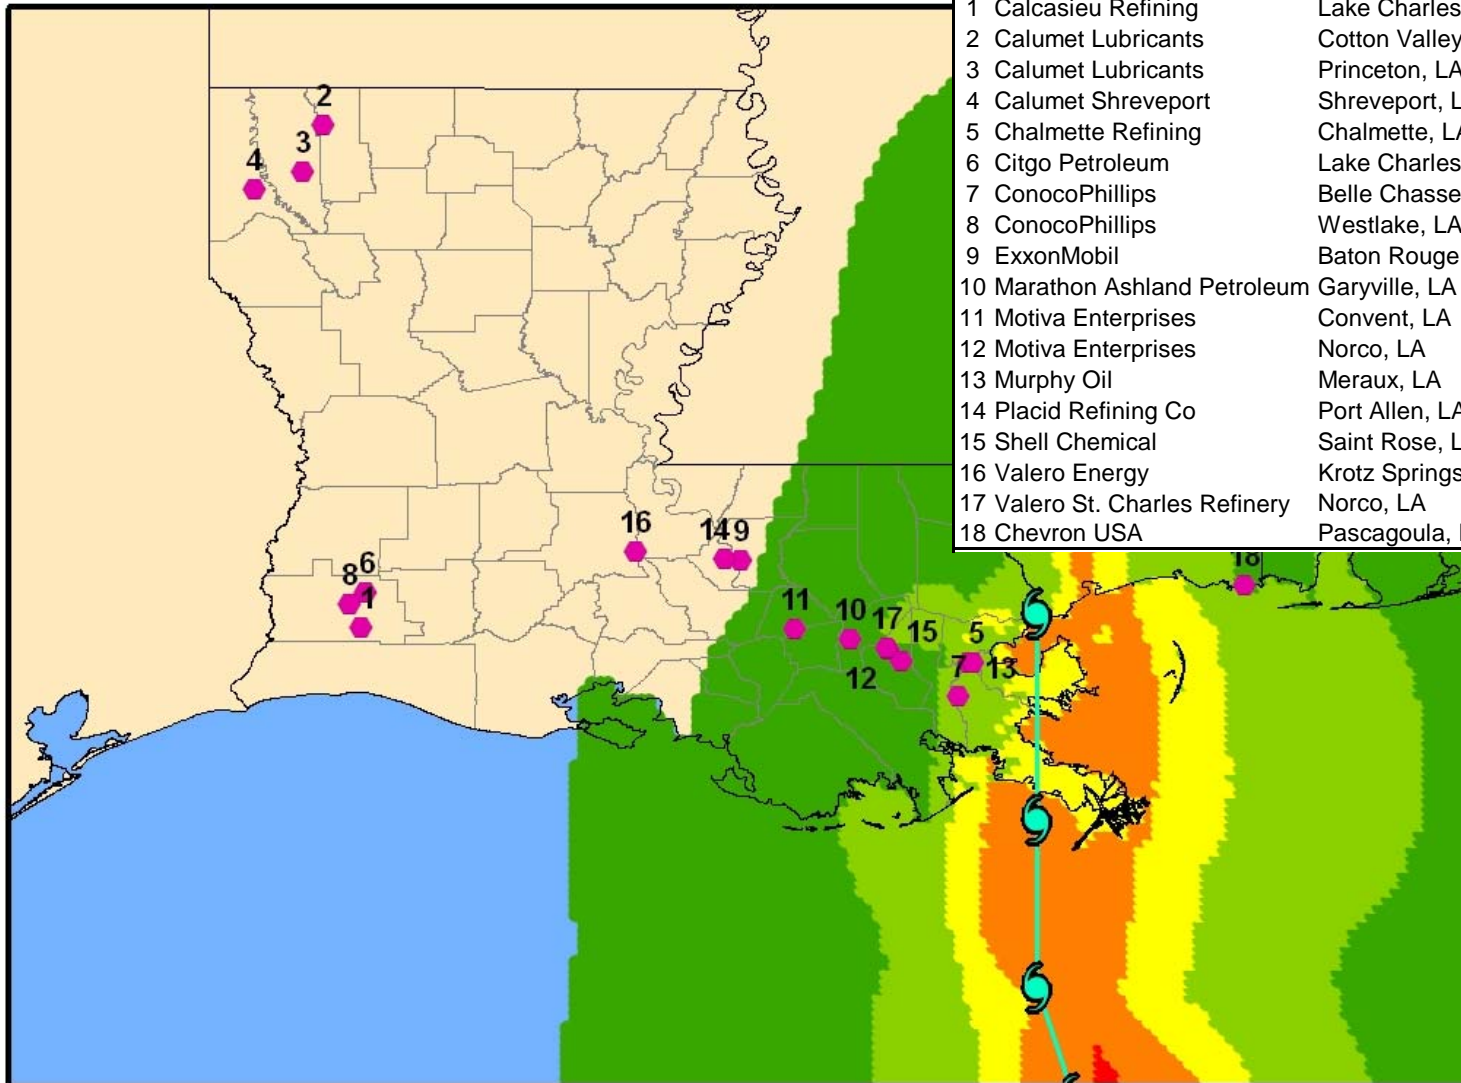 1 Calcasieu Refining Lake Charles
2 Calumet Lubricants Cotton Valley
3 Calumet Lubricants Princeton, LA
4 Calumet Shreveport Shreveport, L
5 Chalmette Refining Chalmette, LA
6 Citgo Petroleum Lake Charles
7 ConocoPhillips Belle Chasse
8 ConocoPhillips Westlake, LA
9 ExxonMobil Baton Rouge
10 Marathon Ashland Petroleum Garyville, LA
11 Motiva Enterprises Convent, LA
12 Motiva Enterprises Norco, LA
13 Murphy Oil Meraux, LA
14 Placid Refining Co Port Allen, LA
15 Shell Chemical Saint Rose, L
16 Valero Energy Krotz Springs
17 Valero St. Charles Refinery Norco, LA
18 Chevron USA Pascagoula,
2
3
4
16
14 9
18
8 6
1
11
10
17
15
5
7
13
12